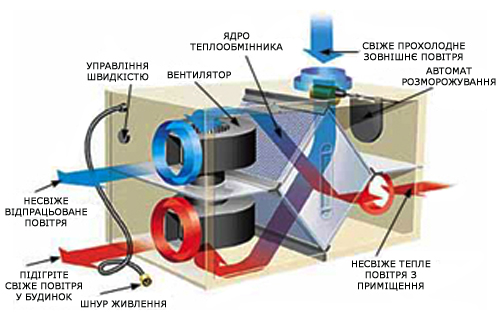 ЯДРО
ТЕПЛООБМІННИКА
СВІЖЕ ПРОХОЛОДНЕ
ЗОВНІШНЄ ПОВІТРЯ
УПРАВЛІННЯ
ШВИДКІСТЮ
ВЕНТИЛЯТОР
АВТОМАТ
РОЗМОРОЖУВАННЯ
НЕСВІЖЕ
ВІДПРАЦЬОВАНЕ
ПОВІТРЯ
НЕСВІЖЕ ТЕПЛЕ
ПОВІТРЯ З
ПРИМІЩЕННЯ
ПІДІГРІТЕ
СВІЖЕ ПОВІТРЯ
У БУДИНОК
ШНУР ЖИВЛЕННЯ